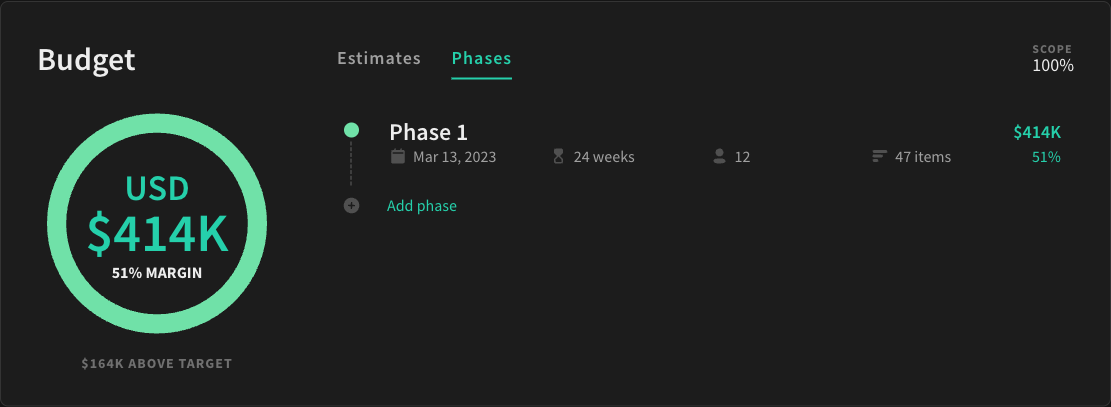 Budget
Estimates Phases
SCOPE
100%
USD
$414K
51% MARGIN
$164K ABOVE TARGET
Phase 1 $414K
Mar 13, 2023 24 weeks 12 47 items 51%
Add phase